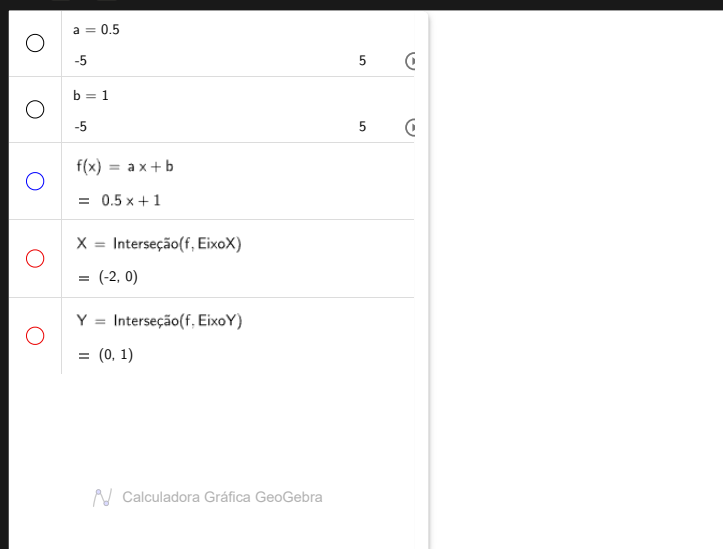 a = 0.5
-5 5
b = 1
-5 5
f(x) = a x + b
= 0.5 x + 1
X = Interseção(f, EixoX)
= (-2, 0)
Y = Interseção(f, EixoY)
= (0, 1)
Calculadora Gráfica GeoGebra